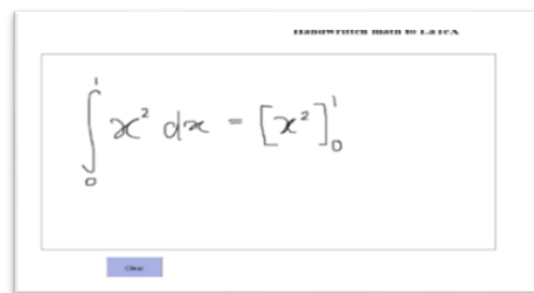 Handwritten math to LaTeX
∫₀¹ x² dx = [x²]₀¹
Clear